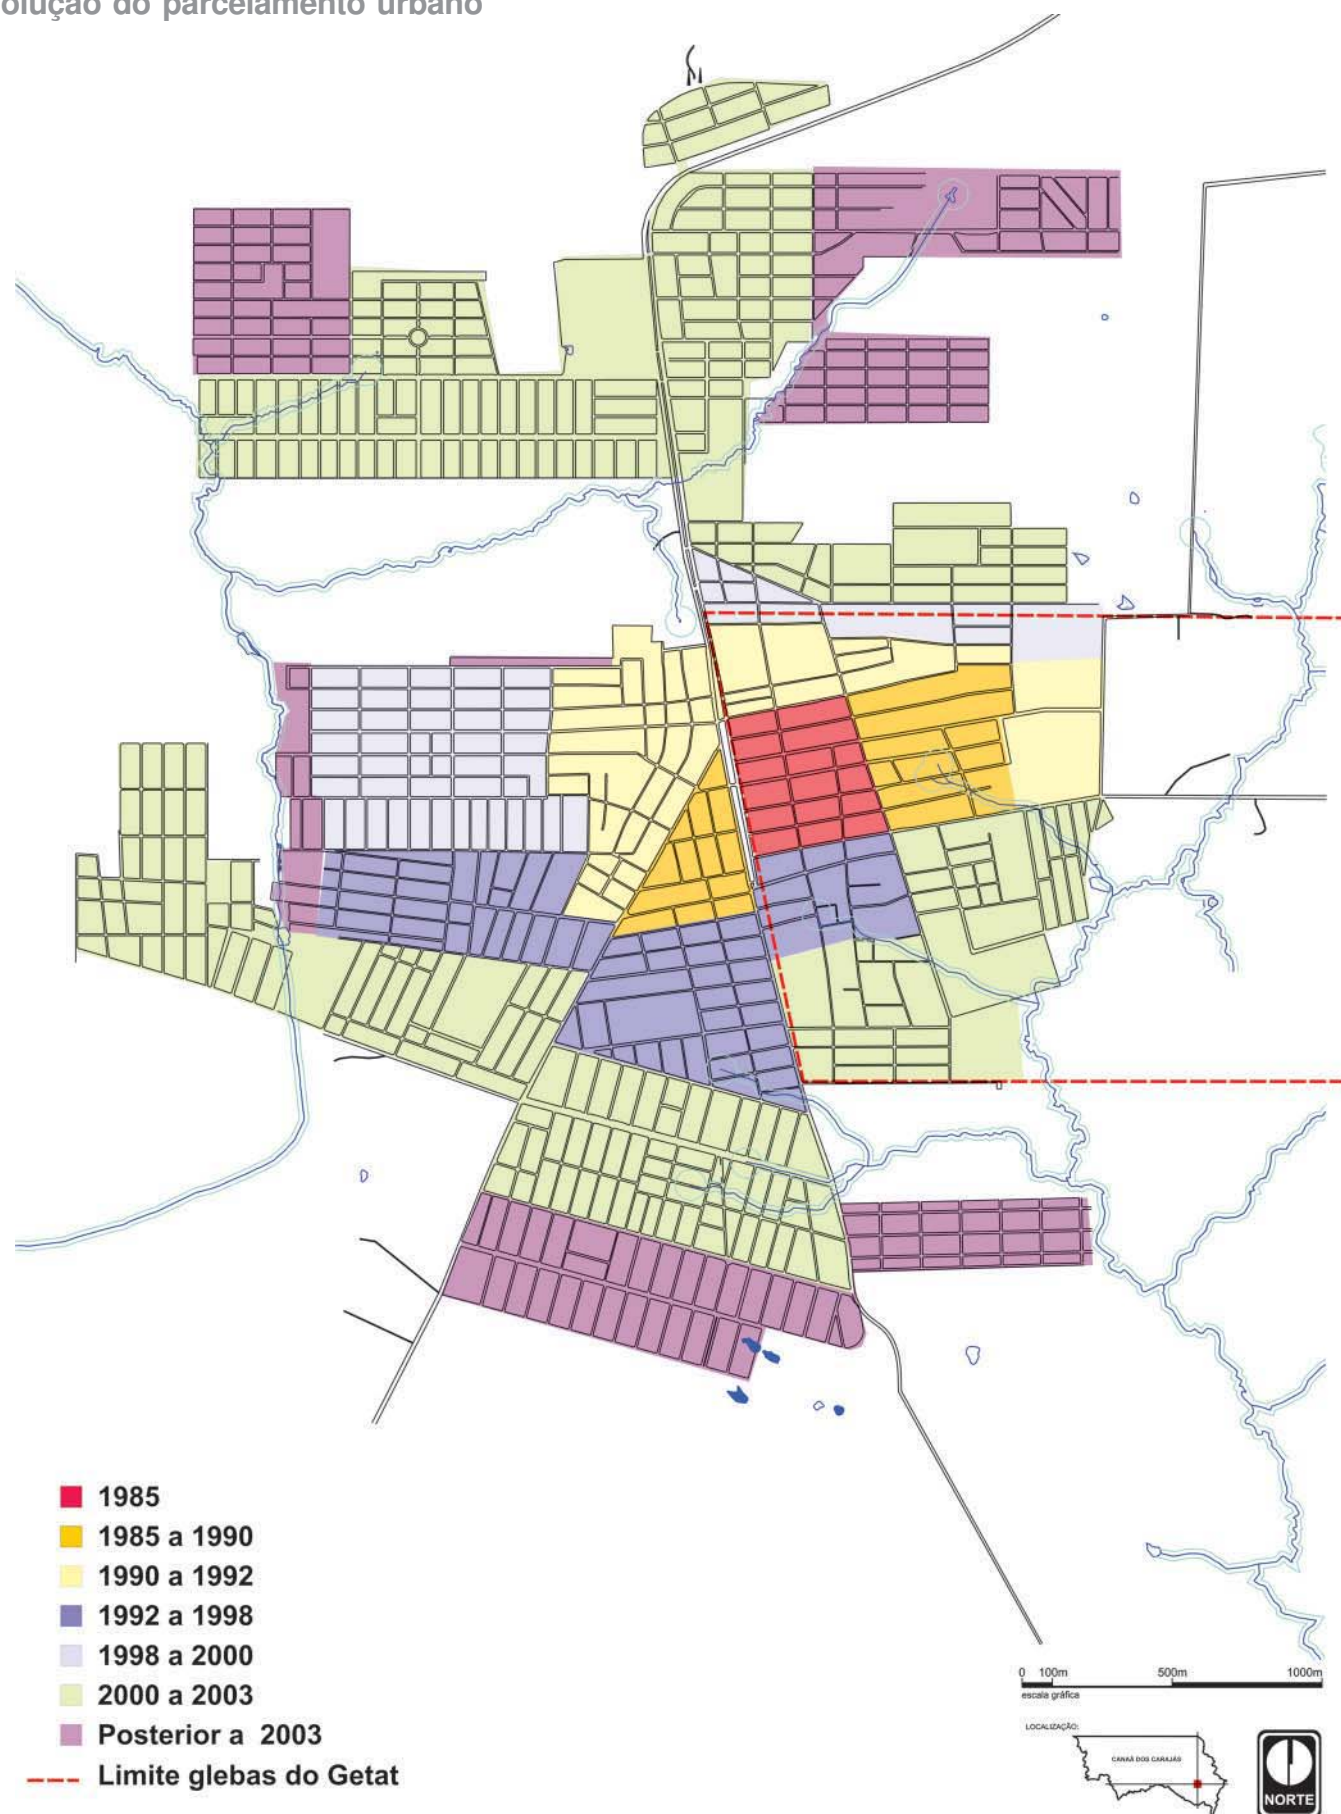 olução do parcelamento urbano
1985
1985 a 1990
1990 a 1992
1992 a 1998
1998 a 2000
2000 a 2003
Posterior a 2003
Limite glebas do Getat
0 100m 500m 1000m
escala gráfica
LOCALIZAÇÃO:
CANAÃ DOS CARAJÁS
NORTE